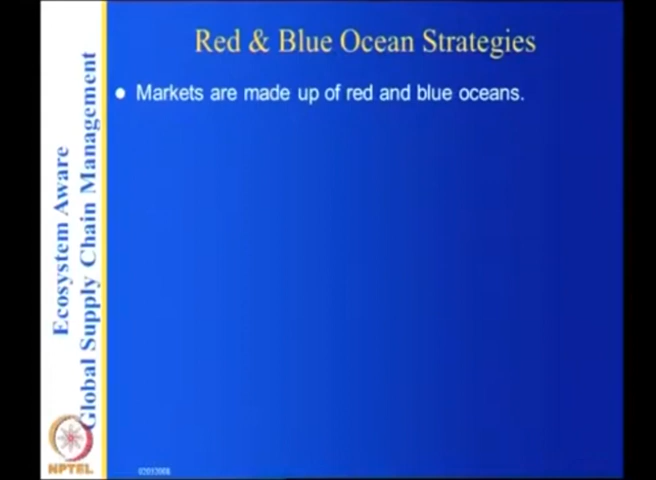 Red & Blue Ocean Strategies
Markets are made up of red and blue oceans.
Ecosystem Aware
Global Supply Chain Management
NPTEL